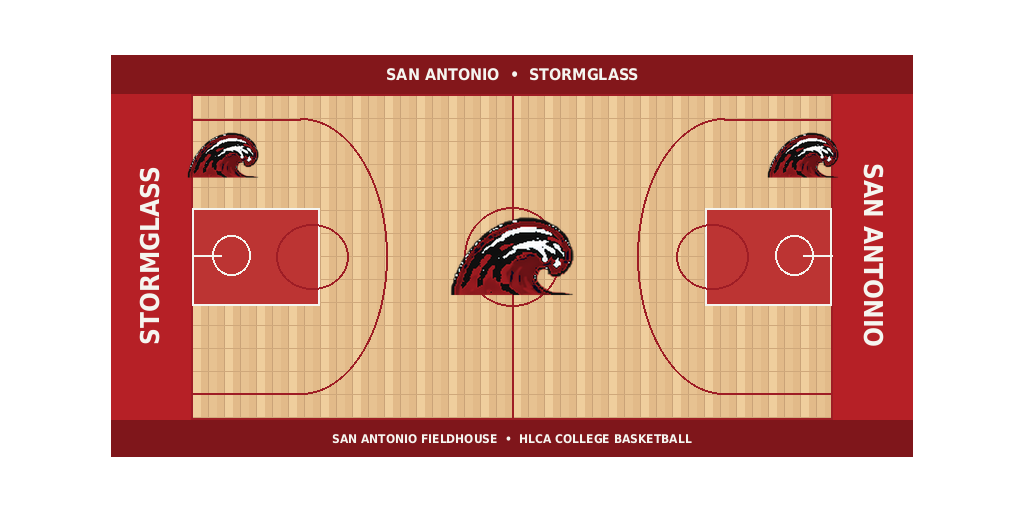 SAN ANTONIO • STORMGLASS
STORMGLASS
SAN ANTONIO
SAN ANTONIO FIELDHOUSE • HLCA COLLEGE BASKETBALL